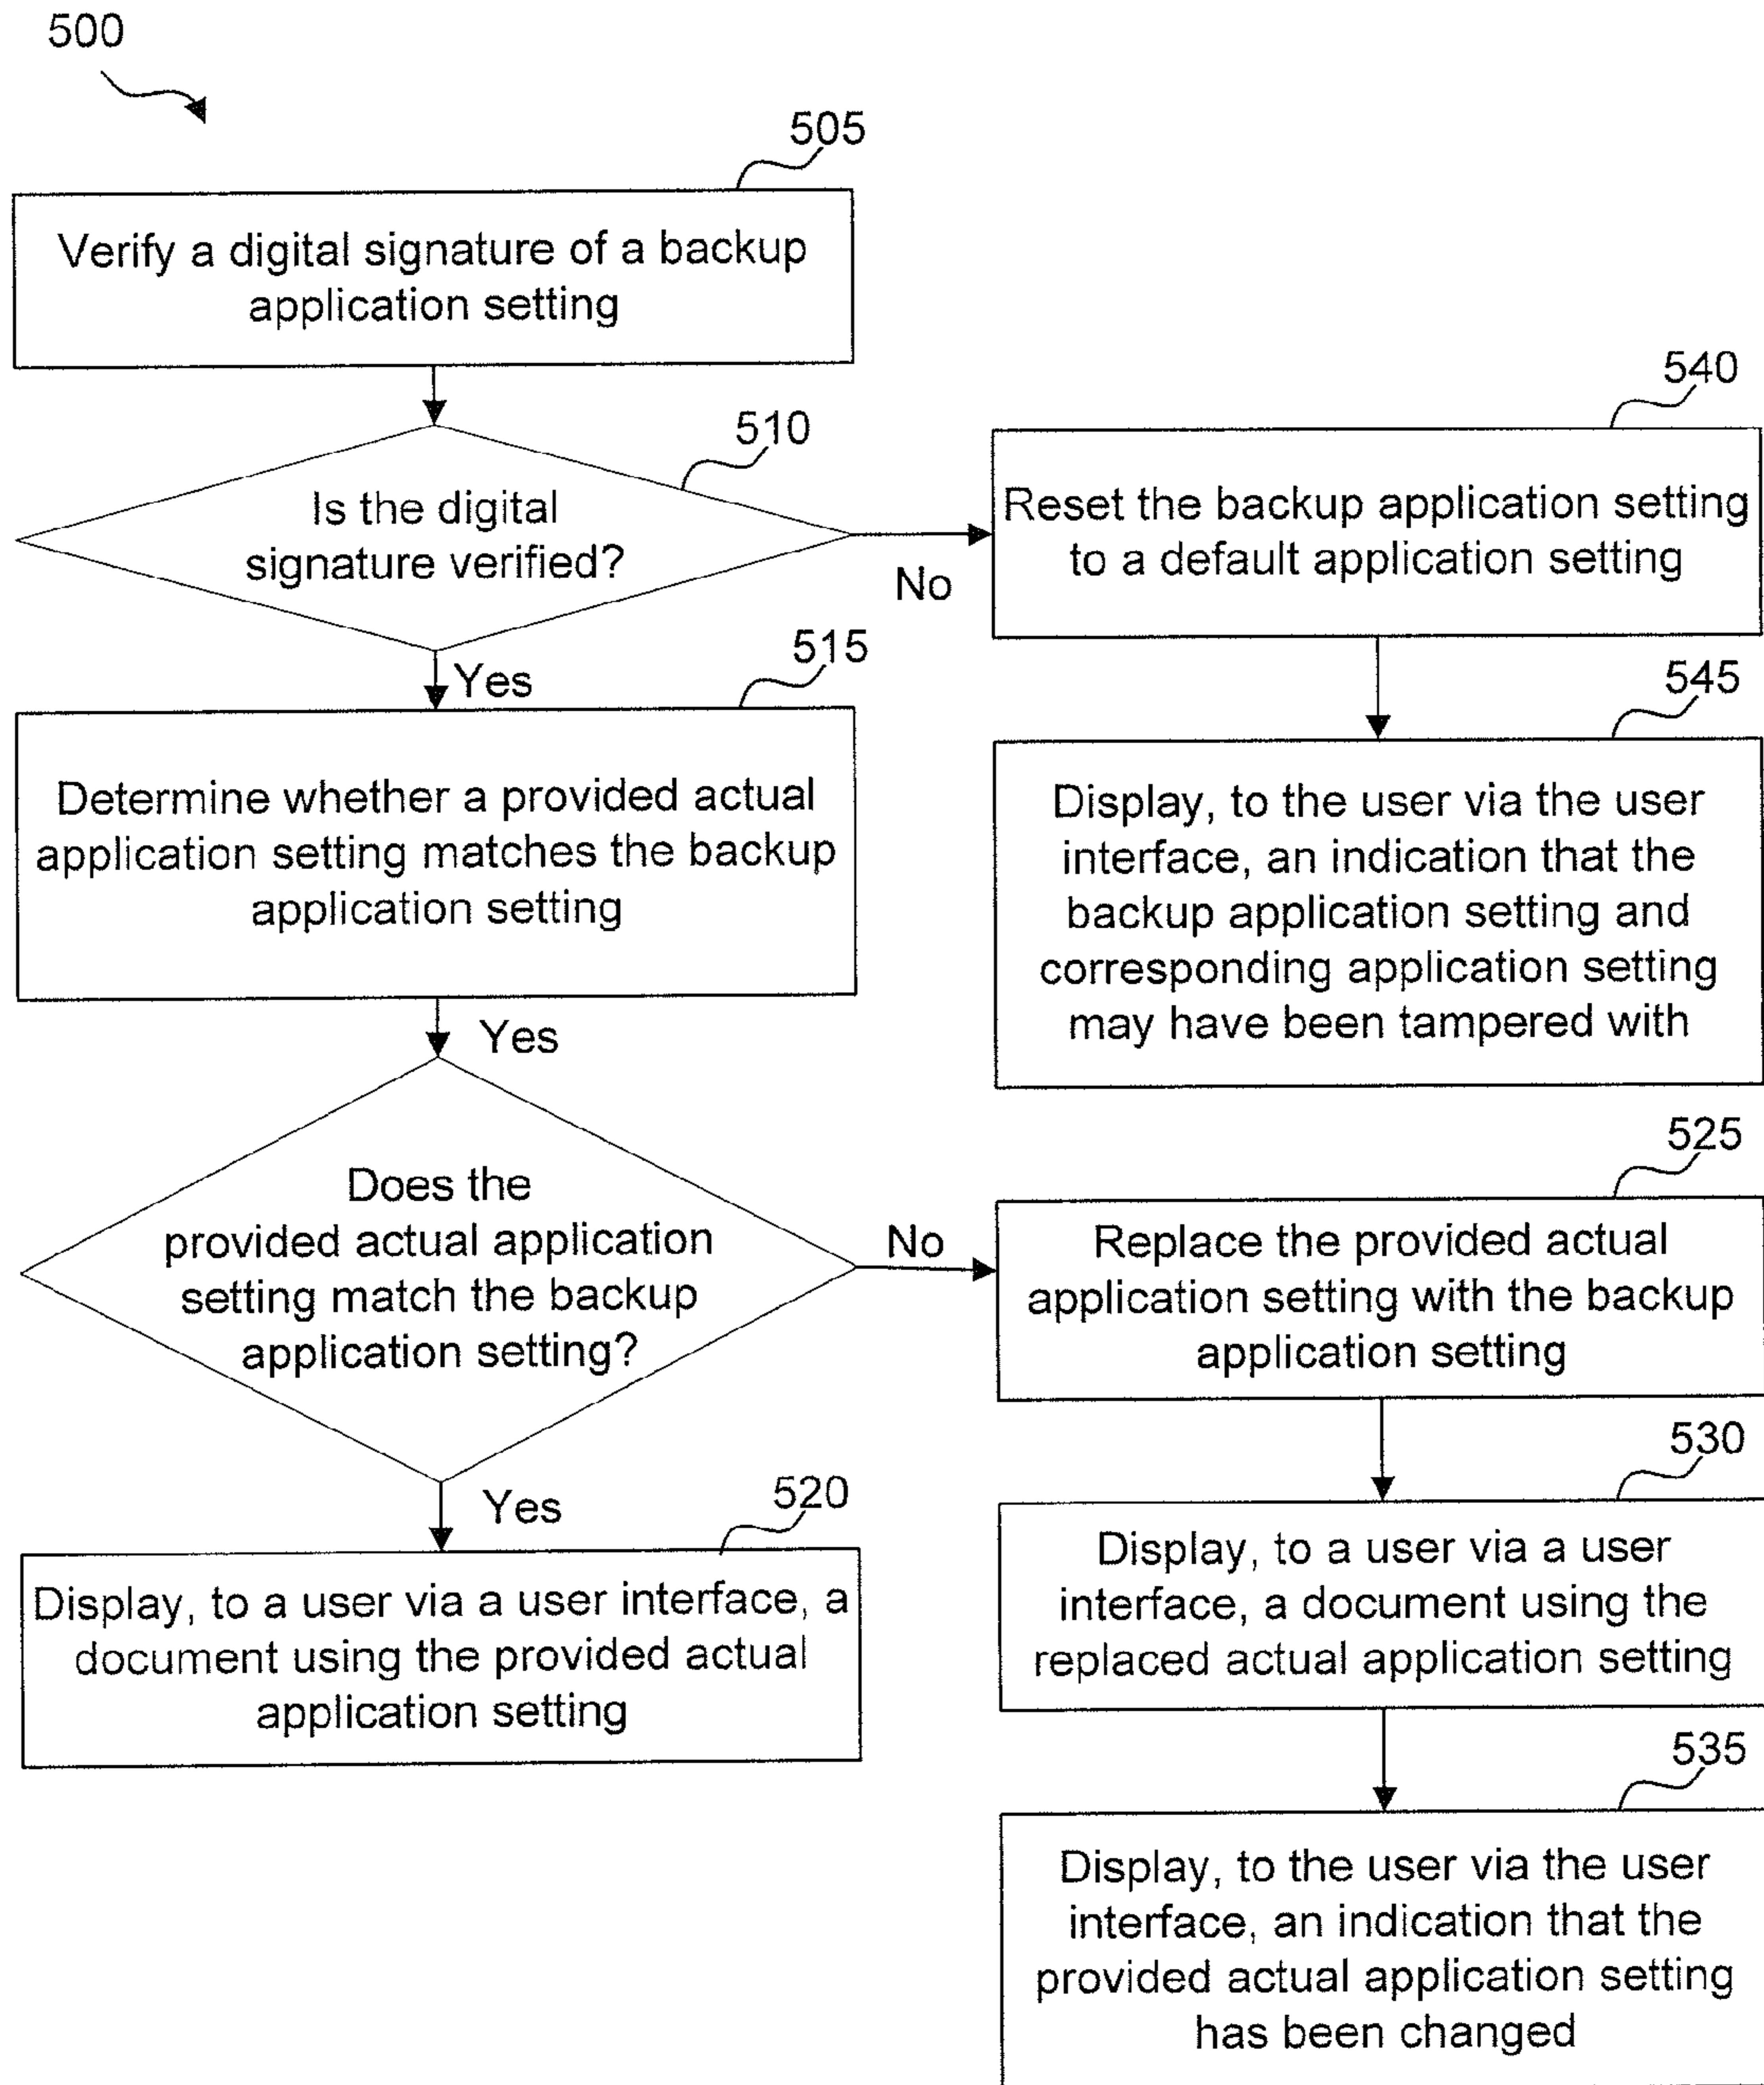 500
505
Verify a digital signature of a backup
application setting
510
Is the digital
signature verified?
No
Yes
540
Reset the backup application setting
to a default application setting
545
Display, to the user via the user
interface, an indication that the
backup application setting and
corresponding application setting
may have been tampered with
515
Determine whether a provided actual
application setting matches the backup
application setting
Yes
Does the
provided actual application
setting match the backup
application setting?
No
Yes
525
Replace the provided actual
application setting with the backup
application setting
520
Display, to a user via a user interface, a
document using the provided actual
application setting
530
Display, to a user via a user
interface, a document using the
replaced actual application setting
535
Display, to the user via the user
interface, an indication that the
provided actual application setting
has been changed